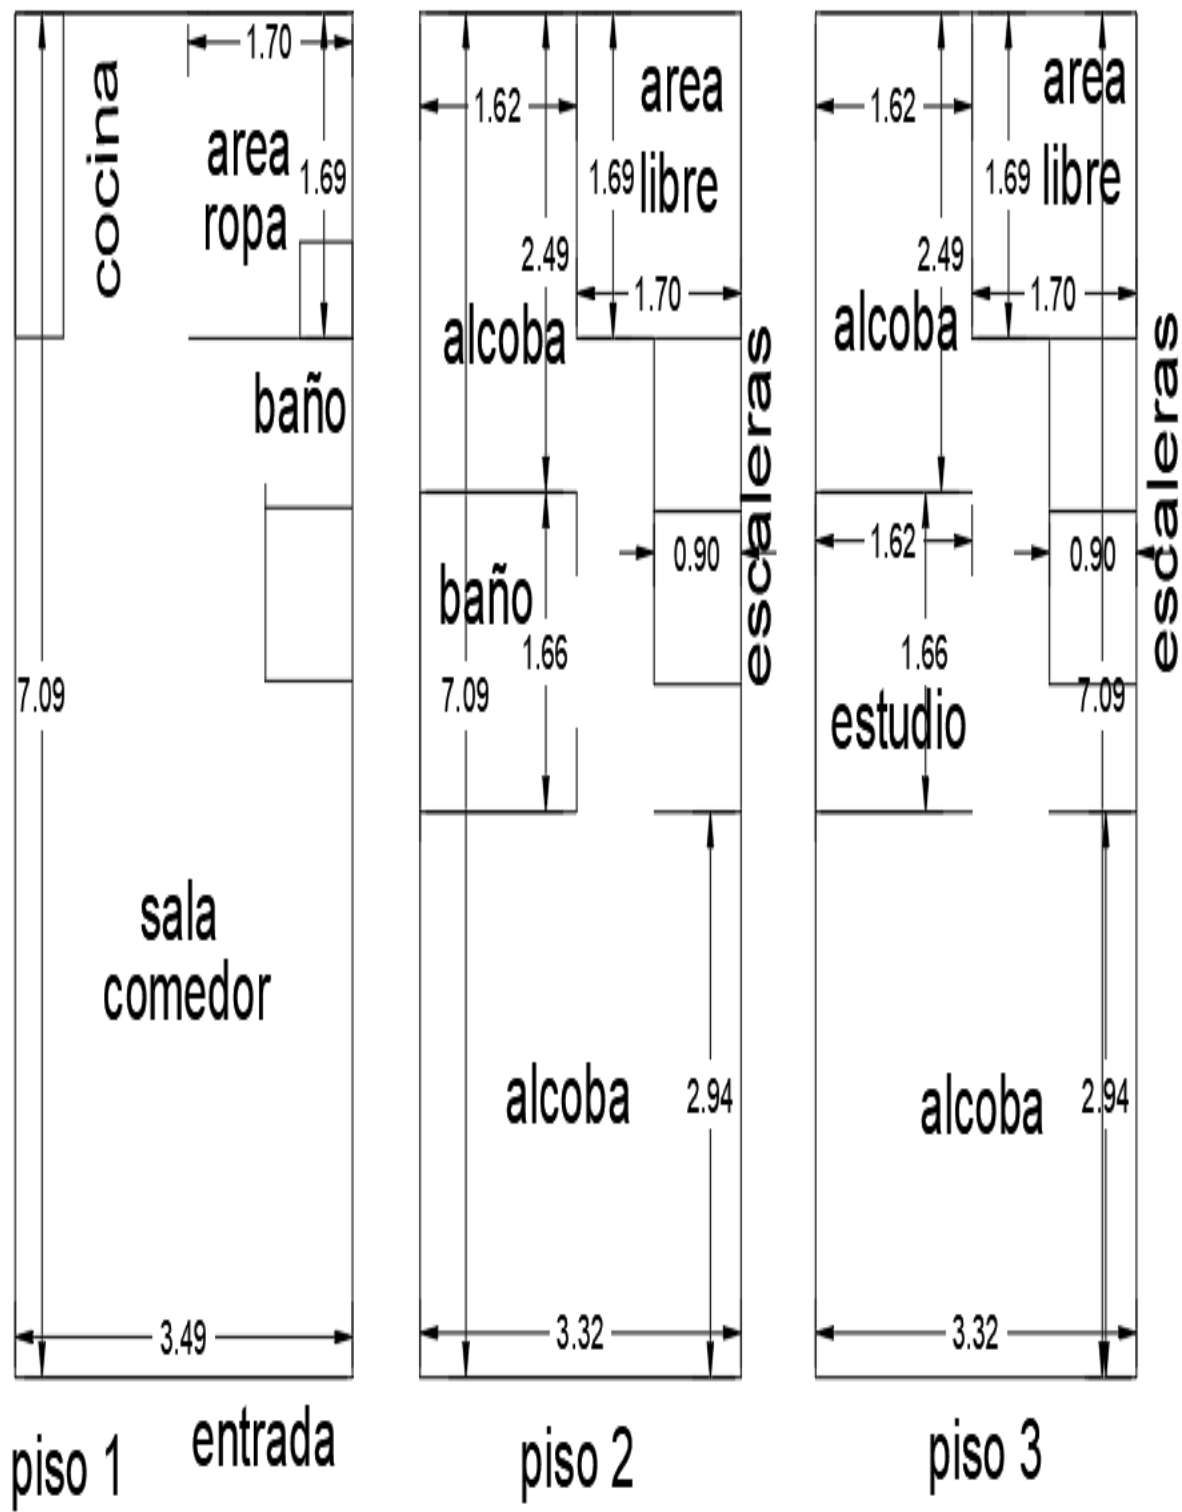 1.70
cocina
area
ropa
1.69
baño
7.09
sala
comedor
3.49
entrada
piso 1
area
libre
1.62
1.69
2.49
1.70
alcoba
escaleras
0.90
baño
1.66
7.09
alcoba
2.94
3.32
piso 2
area
libre
1.62
1.69
2.49
1.70
alcoba
escaleras
1.62
0.90
1.66
7.09
estudio
alcoba
2.94
3.32
piso 3